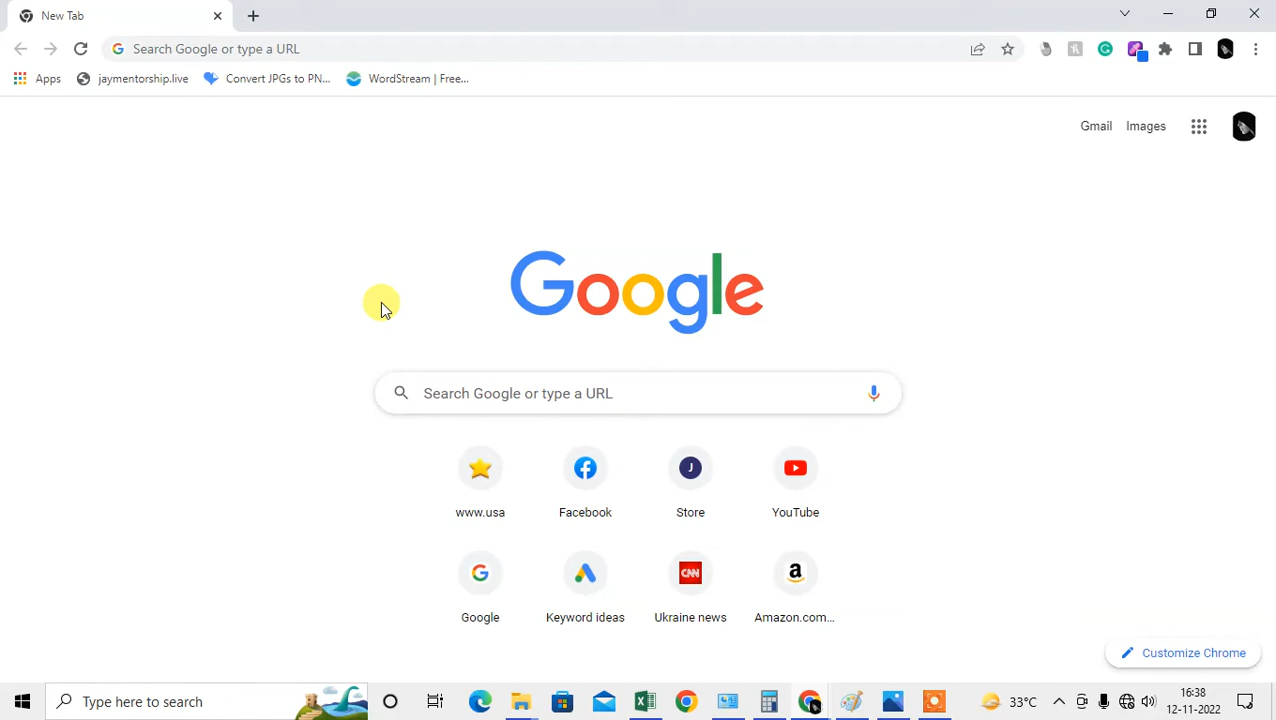 New Tab
Search Google or type a URL
Apps jaymentorship.live Convert JPGs to PN... WordStream | Free...
Gmail Images
Google
Search Google or type a URL
J
www.usa Facebook Store YouTube
CNN a
Google Keyword ideas Ukraine news Amazon.com...
Customize Chrome
Type here to search
33°C
16:38
12-11-2022